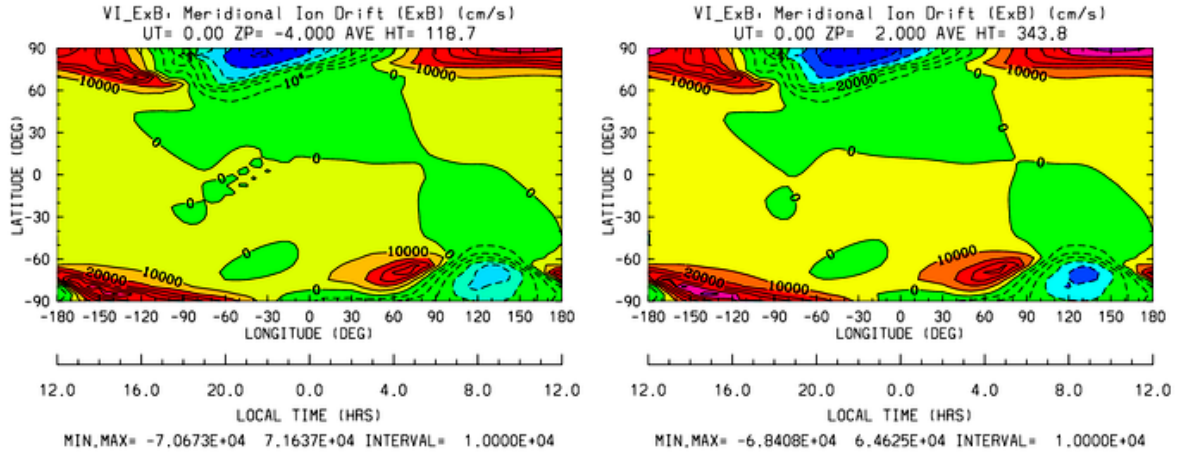 VI_ExB: Meridional Ion Drift (ExB) (cm/s)
UT= 0.00 ZP= -4.000 AVE HT= 118.7
90
60
30
0
-30
-60
-90
LATITUDE (DEG)
10000
-10⁴
0
10000
0
0
0
0
0
0
10000
0
20000
10000
0
-180 -150 -120 -90 -60 -30 0 30 60 90 120 150 180
LONGITUDE (DEG)
12.0 16.0 20.0 0.0 4.0 8.0 12.0
LOCAL TIME (HRS)
MIN,MAX= -7.0673E+04 7.1637E+04 INTERVAL= 1.0000E+04
VI_ExB: Meridional Ion Drift (ExB) (cm/s)
UT= 0.00 ZP= 2.000 AVE HT= 343.8
90
60
30
0
-30
-60
-90
LATITUDE (DEG)
10000
20000
0
10000
0
0
0
0
0
0
10000
0
20000
10000
0
-180 -150 -120 -90 -60 -30 0 30 60 90 120 150 180
LONGITUDE (DEG)
12.0 16.0 20.0 0.0 4.0 8.0 12.0
LOCAL TIME (HRS)
MIN,MAX= -6.8408E+04 6.4625E+04 INTERVAL= 1.0000E+04